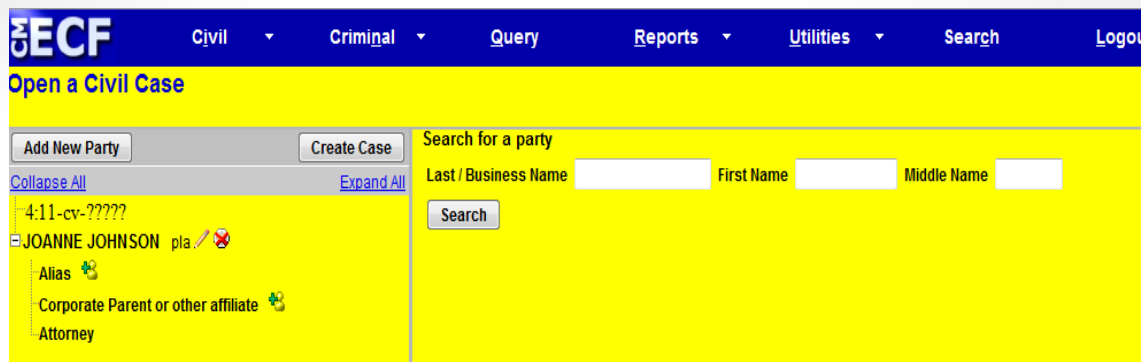 CM ECF Civil Criminal Query Reports Utilities Search Logou
Open a Civil Case
Add New Party Create Case
Collapse All Expand All
4:11-cv-?????
JOANNE JOHNSON pla.
Alias
Corporate Parent or other affiliate
Attorney
Search for a party
Last / Business Name First Name Middle Name
Search